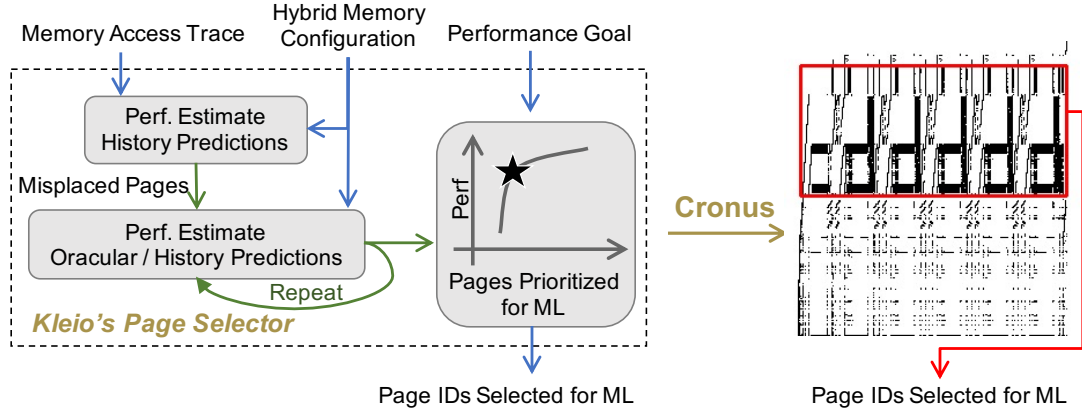 Memory Access Trace
Hybrid Memory
Configuration
Performance Goal
Perf. Estimate
History Predictions
Misplaced Pages
Perf. Estimate
Oracular / History Predictions
Repeat
Kleio's Page Selector
Perf
Pages Prioritized
for ML
Page IDs Selected for ML
Cronus
Page IDs Selected for ML